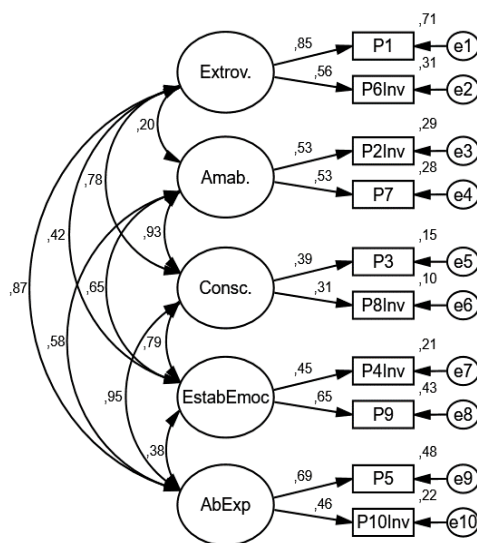 ,71
,85 P1 e1
Extrov. ,31
,56 P6Inv e2
,20 ,29
,53 P2Inv e3
,78 Amab. ,28
,53 P7 e4
,42 ,93 ,15
,39 P3 e5
,87 ,65 Consc. ,10
,31 P8Inv e6
,58 ,79 ,21
,45 P4Inv e7
,95 EstabEmoc ,43
,65 P9 e8
,38 ,48
,69 P5 e9
AbExp ,22
,46 P10Inv e10